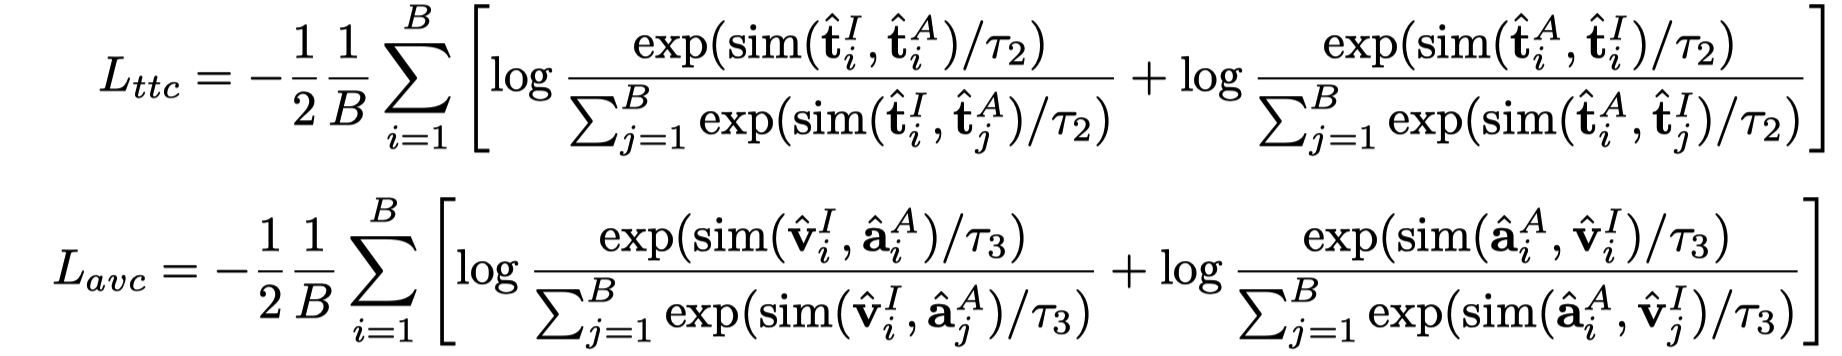 $L_{ttc} = -\frac{1}{2}\frac{1}{B}\sum_{i=1}^{B}\left[\log\frac{\exp(\mathrm{sim}(\hat{\mathbf{t}}_i^I, \hat{\mathbf{t}}_i^A)/\tau_2)}{\sum_{j=1}^{B}\exp(\mathrm{sim}(\hat{\mathbf{t}}_i^I, \hat{\mathbf{t}}_j^A)/\tau_2)} + \log\frac{\exp(\mathrm{sim}(\hat{\mathbf{t}}_i^A, \hat{\mathbf{t}}_i^I)/\tau_2)}{\sum_{j=1}^{B}\exp(\mathrm{sim}(\hat{\mathbf{t}}_i^A, \hat{\mathbf{t}}_j^I)/\tau_2)}\right]$
$L_{avc} = -\frac{1}{2}\frac{1}{B}\sum_{i=1}^{B}\left[\log\frac{\exp(\mathrm{sim}(\hat{\mathbf{v}}_i^I, \hat{\mathbf{a}}_i^A)/\tau_3)}{\sum_{j=1}^{B}\exp(\mathrm{sim}(\hat{\mathbf{v}}_i^I, \hat{\mathbf{a}}_j^A)/\tau_3)} + \log\frac{\exp(\mathrm{sim}(\hat{\mathbf{a}}_i^A, \hat{\mathbf{v}}_i^I)/\tau_3)}{\sum_{j=1}^{B}\exp(\mathrm{sim}(\hat{\mathbf{a}}_i^A, \hat{\mathbf{v}}_j^I)/\tau_3)}\right]$